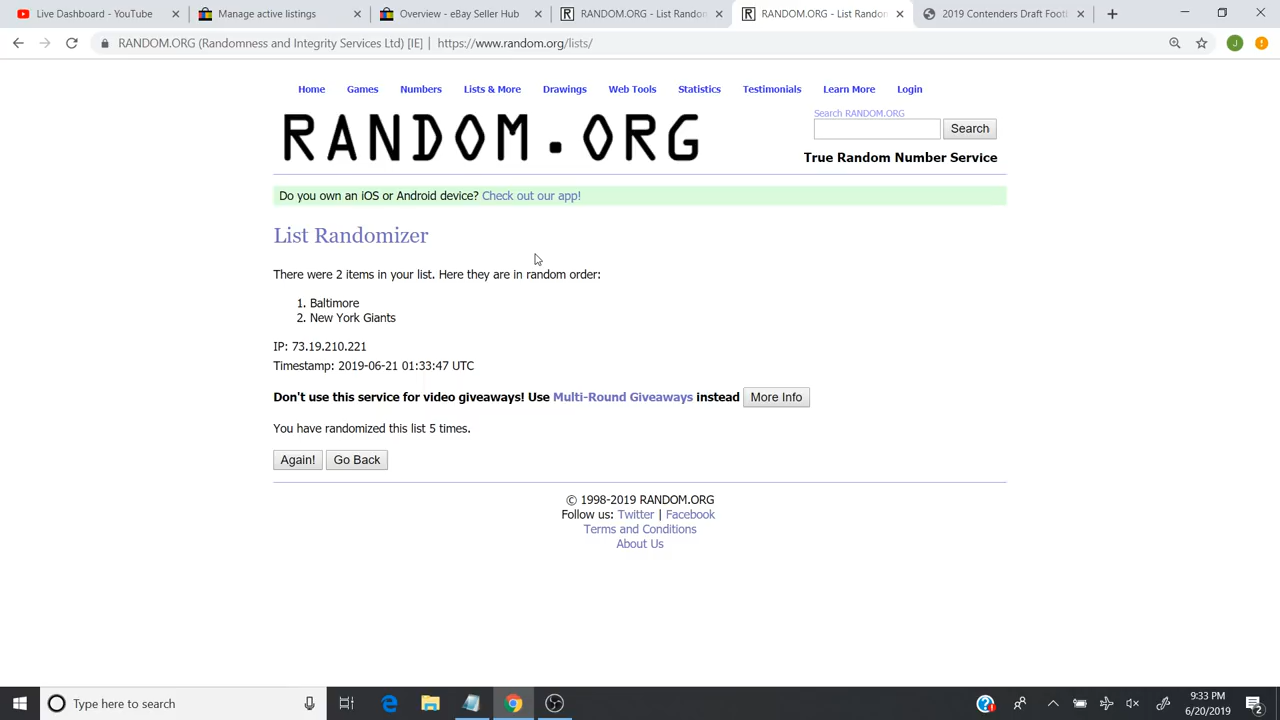 Live Dashboard - YouTube
Manage active listings
Overview - eBay Seller Hub
RANDOM.ORG - List Random
RANDOM.ORG - List Random
2019 Contenders Draft Footb
RANDOM.ORG (Randomness and Integrity Services Ltd) [IE] | https://www.random.org/lists/
J
Home Games Numbers Lists & More Drawings Web Tools Statistics Testimonials Learn More Login
RANDOM.ORG
Search RANDOM.ORG
Search
True Random Number Service
Do you own an iOS or Android device? Check out our app!
List Randomizer
There were 2 items in your list. Here they are in random order:
1. Baltimore
2. New York Giants
IP: 73.19.210.221
Timestamp: 2019-06-21 01:33:47 UTC
Don't use this service for video giveaways! Use Multi-Round Giveaways instead More Info
You have randomized this list 5 times.
Again! Go Back
© 1998-2019 RANDOM.ORG
Follow us: Twitter | Facebook
Terms and Conditions
About Us
Type here to search
9:33 PM
6/20/2019
2